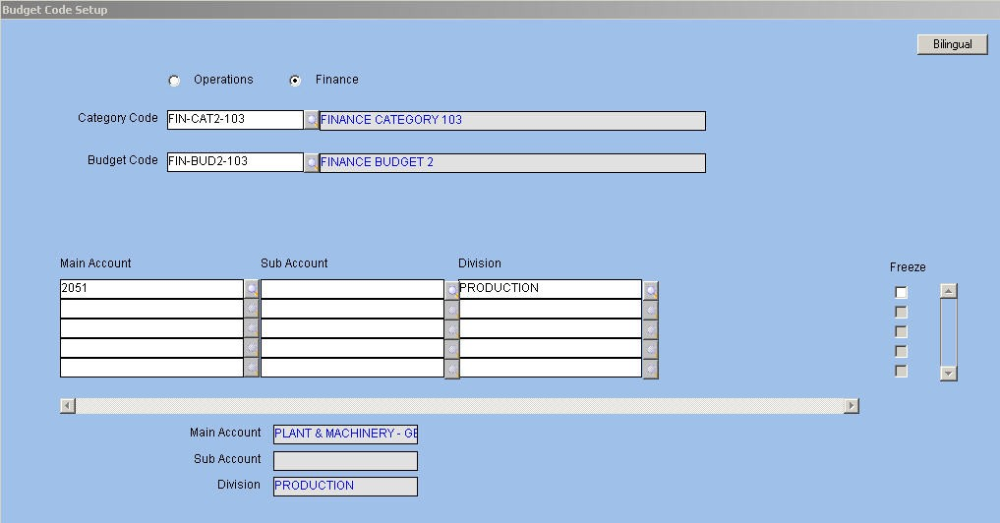 Budget Code Setup
Bilingual
Operations Finance
Category Code FIN-CAT2-103 FINANCE CATEGORY 103
Budget Code FIN-BUD2-103 FINANCE BUDGET 2
Main Account Sub Account Division Freeze
2051 PRODUCTION
Main Account PLANT & MACHINERY - GE
Sub Account
Division PRODUCTION